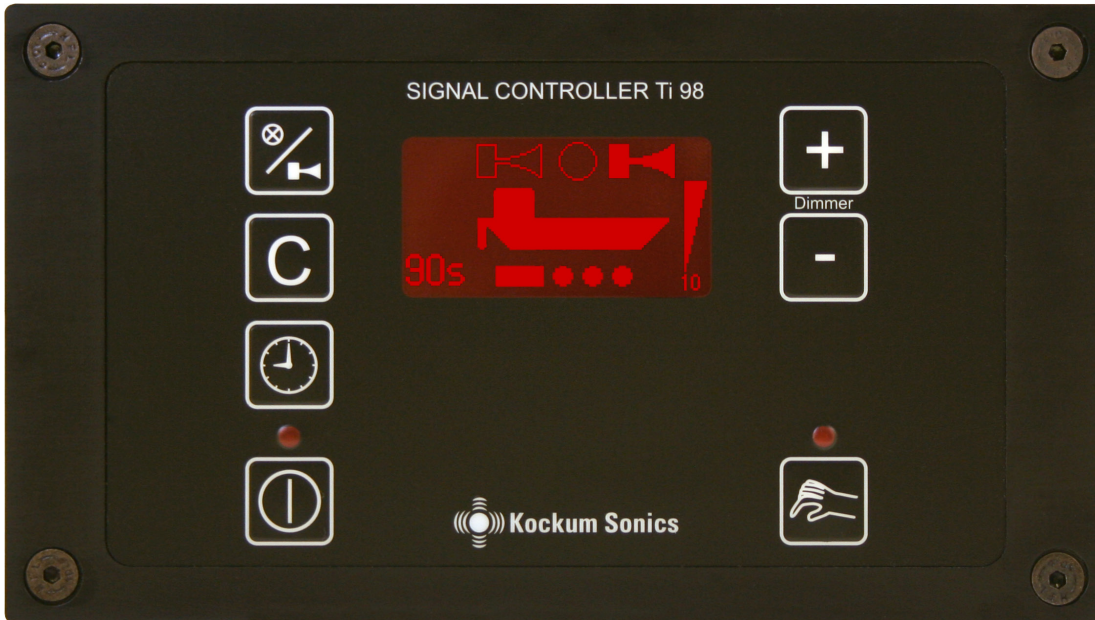 SIGNAL CONTROLLER Ti 98
+
Dimmer
-
C
90s
10
Kockum Sonics